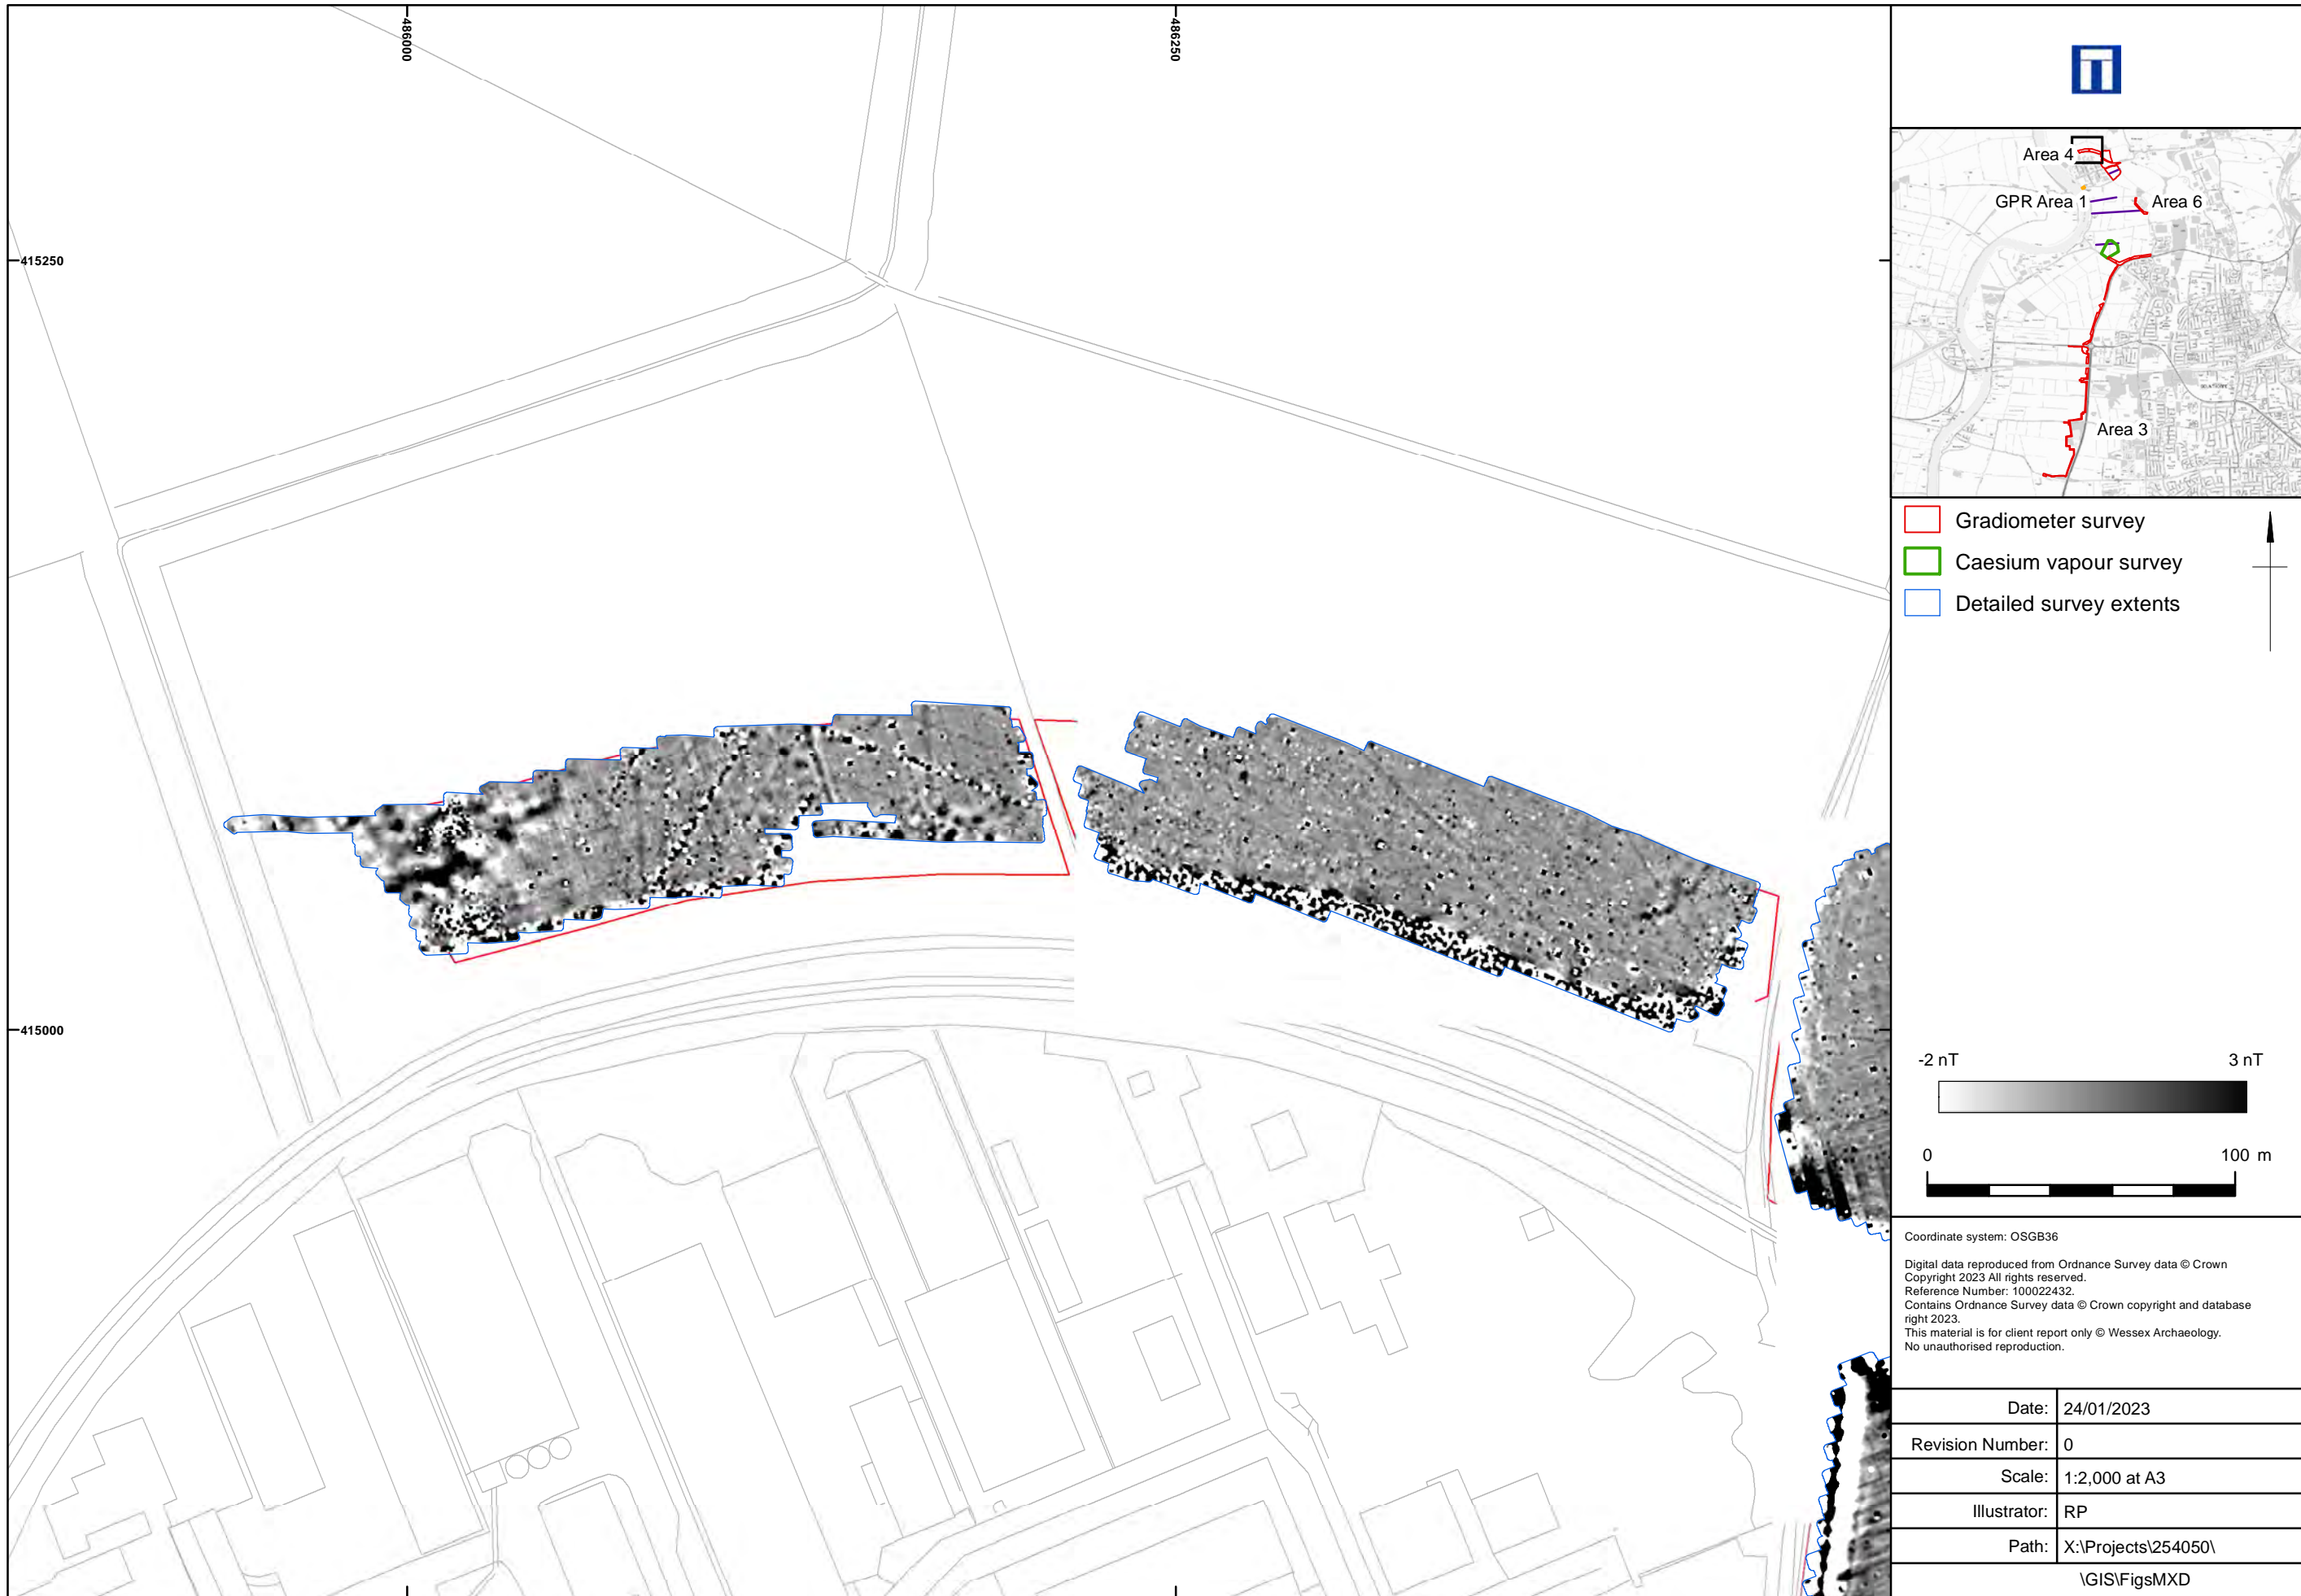 486000
486250
415250
415000
Area 4
GPR Area 1
Area 6
Area 3
Gradiometer survey
Caesium vapour survey
Detailed survey extents
-2 nT
3 nT
0
100 m
Coordinate system: OSGB36
Digital data reproduced from Ordnance Survey data © Crown
Copyright 2023 All rights reserved.
Reference Number: 100022432.
Contains Ordnance Survey data © Crown copyright and database
right 2023.
This material is for client report only © Wessex Archaeology.
No unauthorised reproduction.
Date: 24/01/2023
Revision Number: 0
Scale: 1:2,000 at A3
Illustrator: RP
Path: X:\Projects\254050\
\GIS\FigsMXD